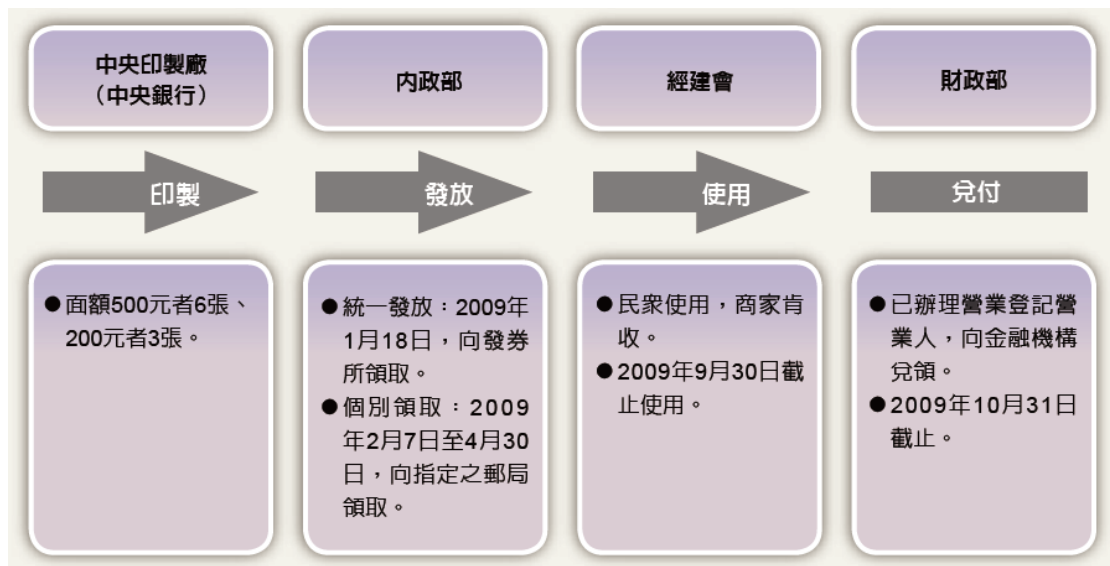 中央印製廠
（中央銀行）
內政部
經建會
財政部
印製
發放
使用
兌付
●面額500元者6張、
200元者3張。
●統一發放：2009年
1月18日，向發券
所領取。
●個別領取：2009
年2月7日至4月30
日，向指定之郵局
領取。
●民眾使用，商家肯
收。
●2009年9月30日截
止使用。
●已辦理營業登記營
業人，向金融機構
兌領。
●2009年10月31日
截止。